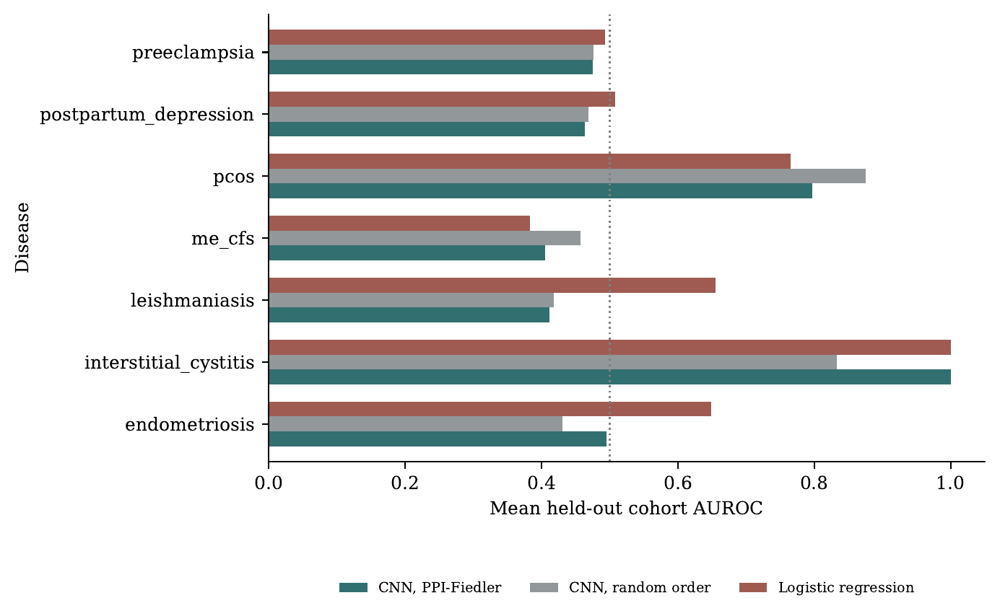 preeclampsia
postpartum_depression
pcos
me_cfs
leishmaniasis
interstitial_cystitis
endometriosis
Disease
0.0 0.2 0.4 0.6 0.8 1.0
Mean held-out cohort AUROC
CNN, PPI-Fiedler CNN, random order Logistic regression